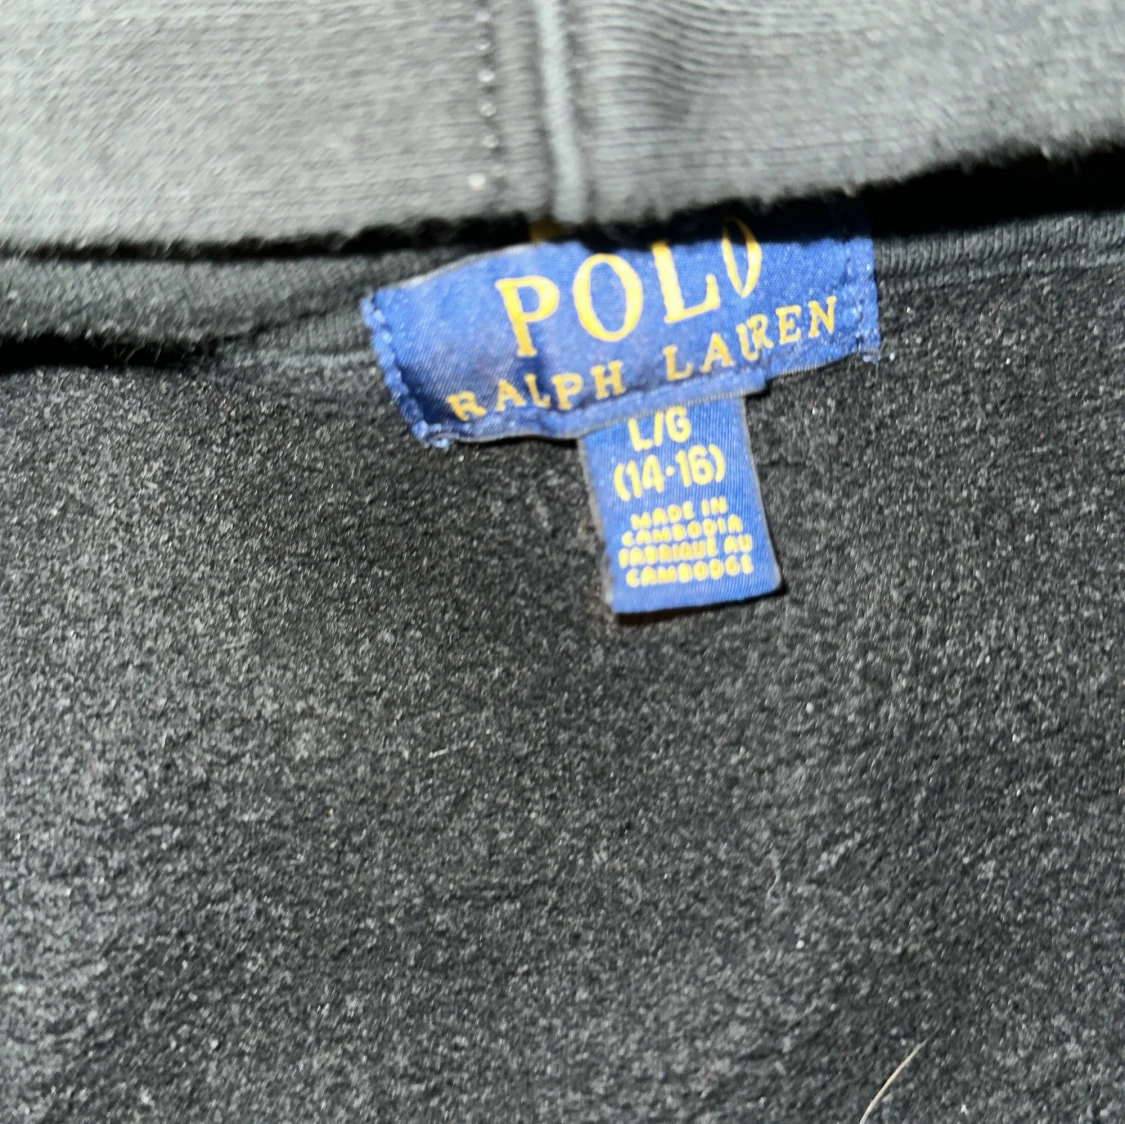 POLO
RALPH LAUREN
L/G
(14-16)
MADE IN
CAMBODIA
FABRIQUÉ AU
CAMBODGE